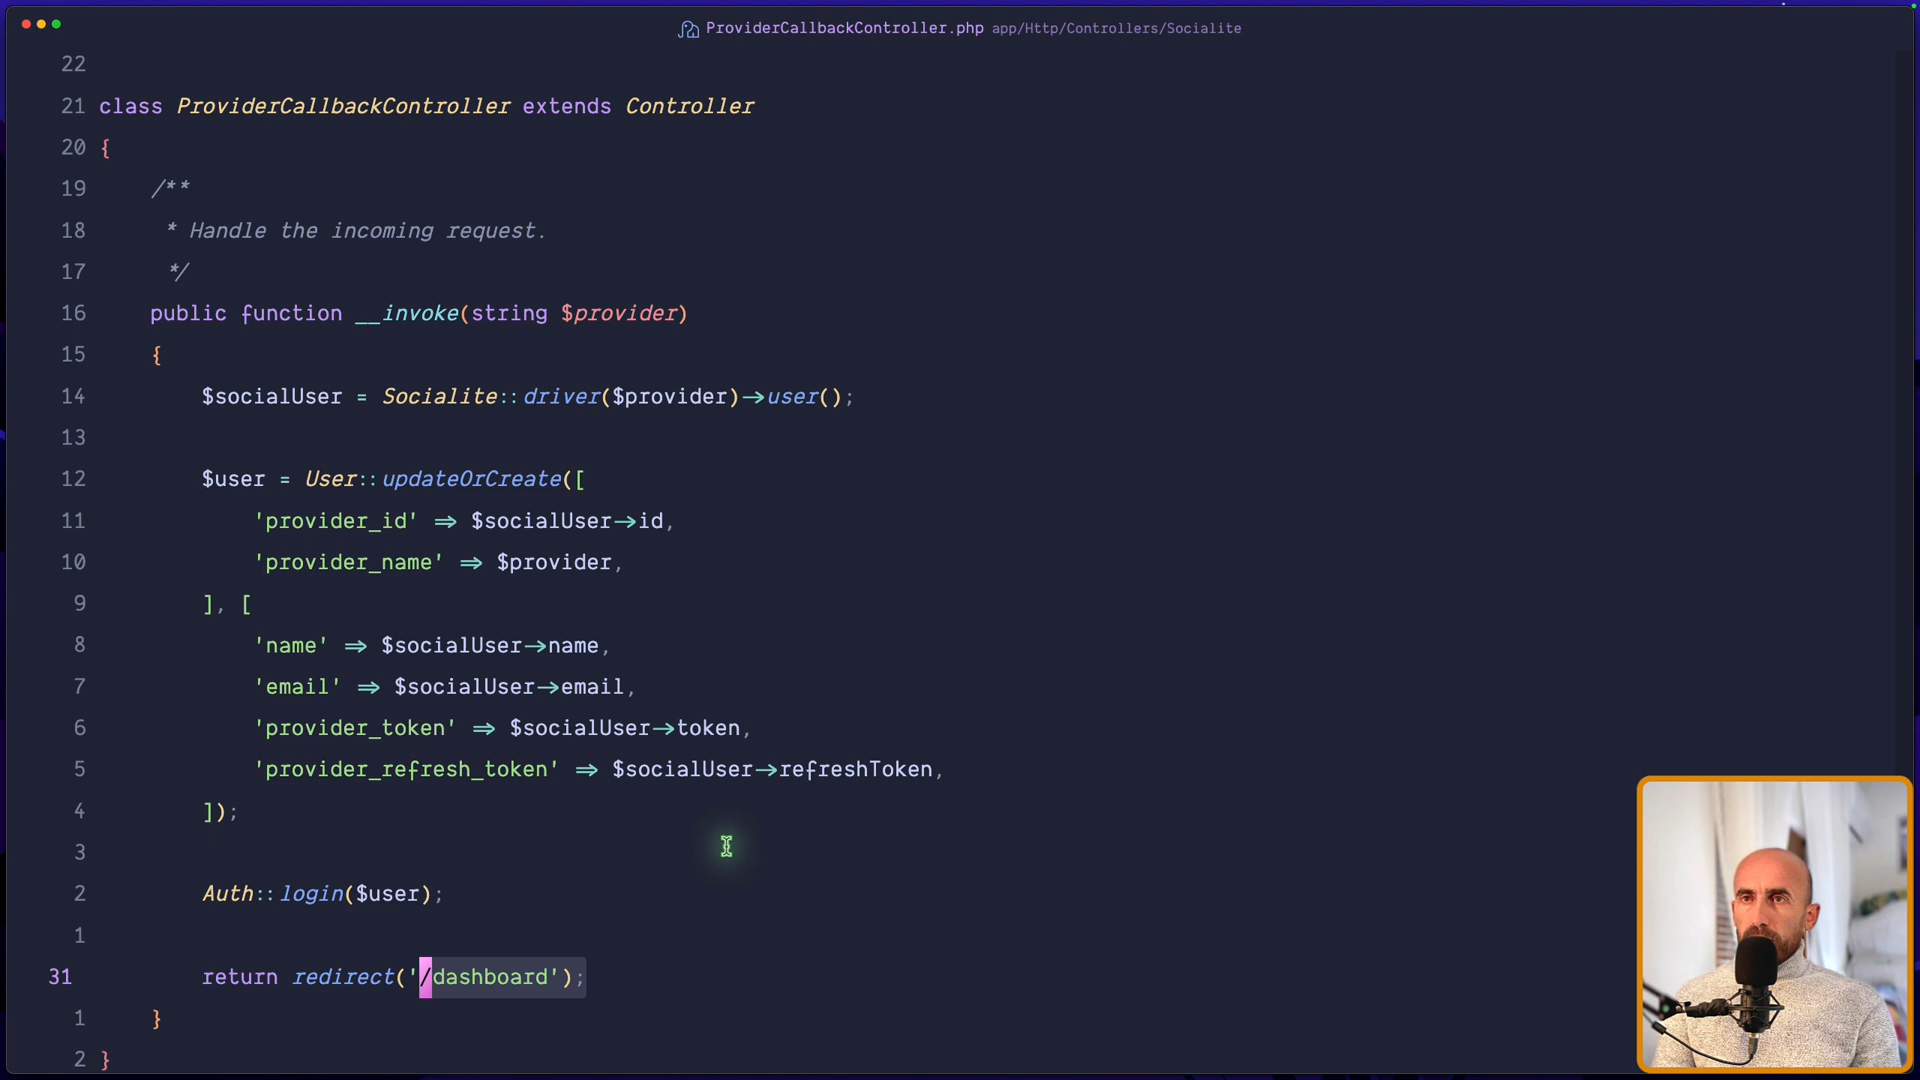 ProviderCallbackController.php app/Http/Controllers/Socialite
22
21 class ProviderCallbackController extends Controller
20 {
19 /**
18 * Handle the incoming request.
17 */
16 public function __invoke(string $provider)
15 {
14 $socialUser = Socialite::driver($provider)->user();
13
12 $user = User::updateOrCreate([
11 'provider_id' => $socialUser->id,
10 'provider_name' => $provider,
9 ], [
8 'name' => $socialUser->name,
7 'email' => $socialUser->email,
6 'provider_token' => $socialUser->token,
5 'provider_refresh_token' => $socialUser->refreshToken,
4 ]);
3
2 Auth::login($user);
1
31 return redirect('/dashboard');
1 }
2 }